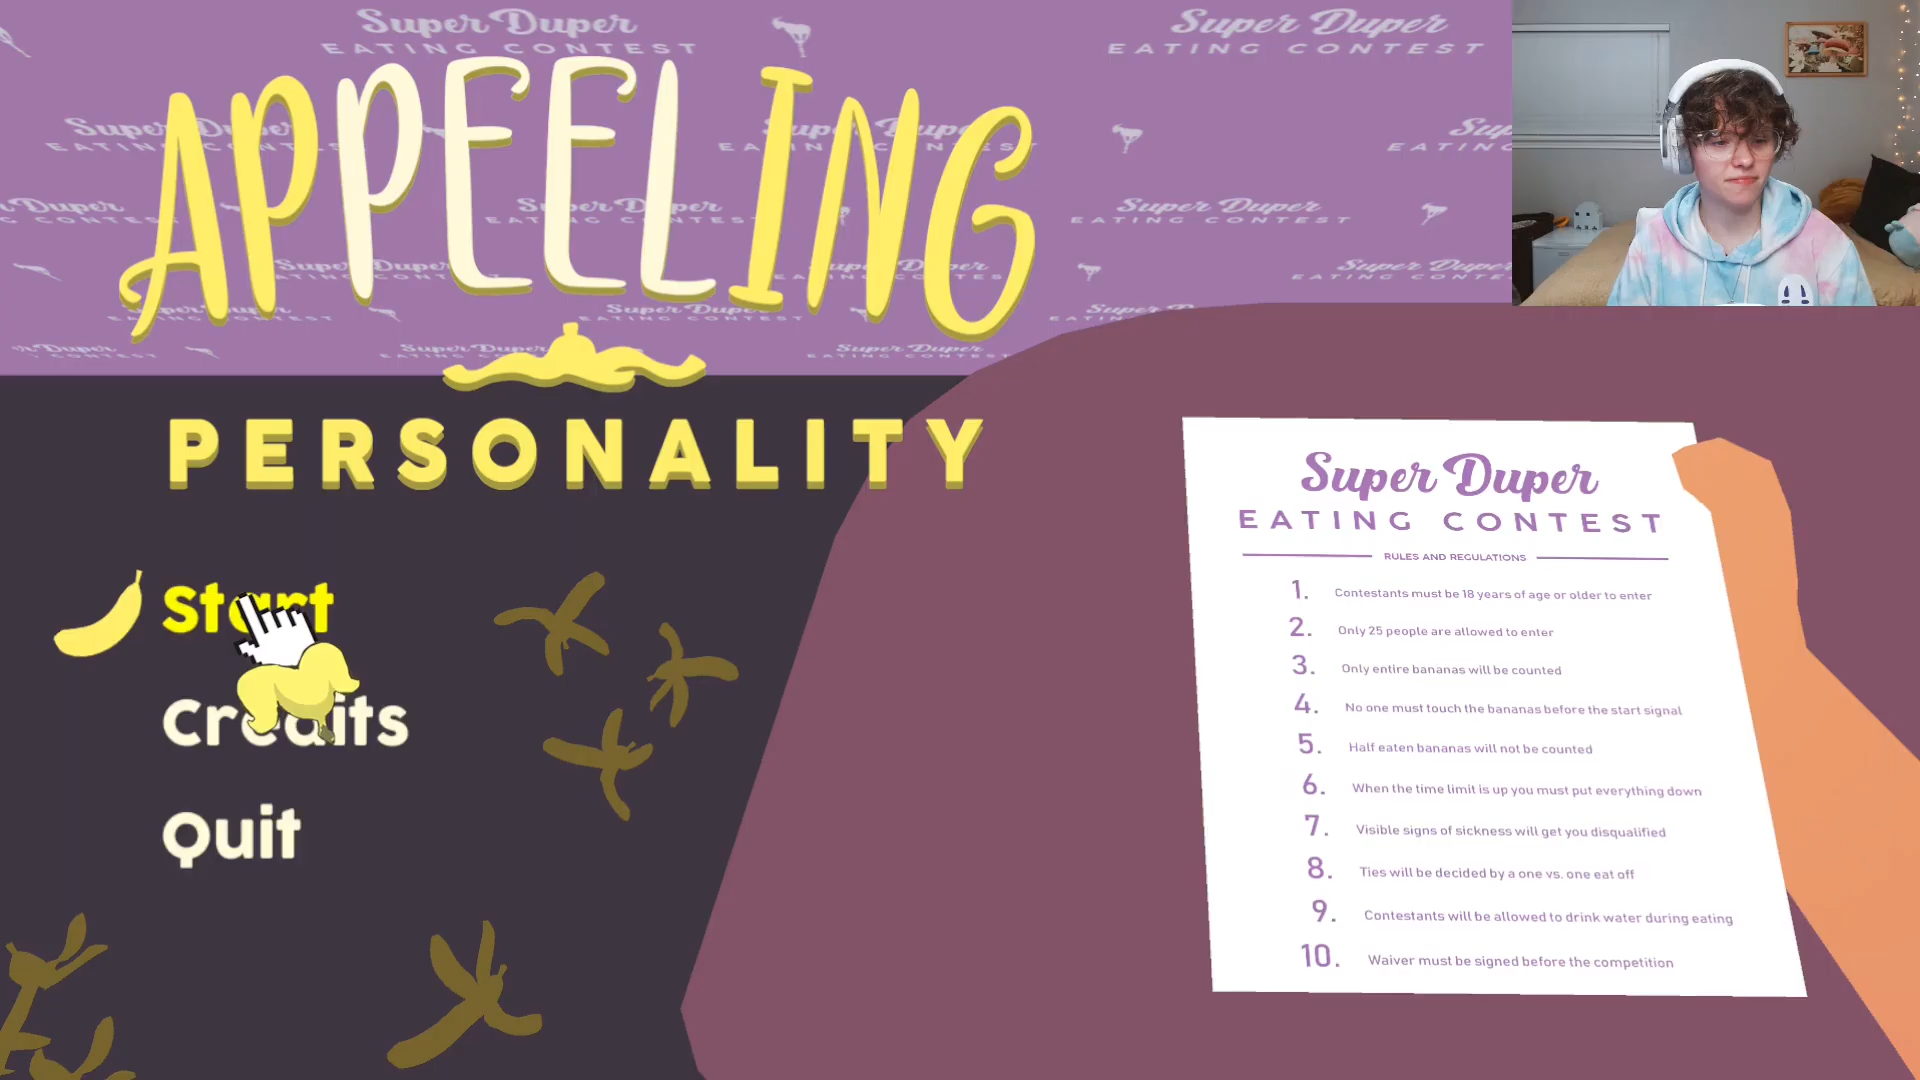 Super Duper
EATING CONTEST
Super Duper
EATING CONTEST
APPEELING
PERSONALITY
Start
Credits
Quit
Super Duper
EATING CONTEST
RULES AND REGULATIONS
1. Contestants must be 18 years of age or older to enter
2. Only 25 people are allowed to enter
3. Only entire bananas will be counted
4. No one must touch the bananas before the start signal
5. Half eaten bananas will not be counted
6. When the time limit is up you must put everything down
7. Visible signs of sickness will get you disqualified
8. Ties will be decided by a one vs. one eat off
9. Contestants will be allowed to drink water during eating
10. Waiver must be signed before the competition